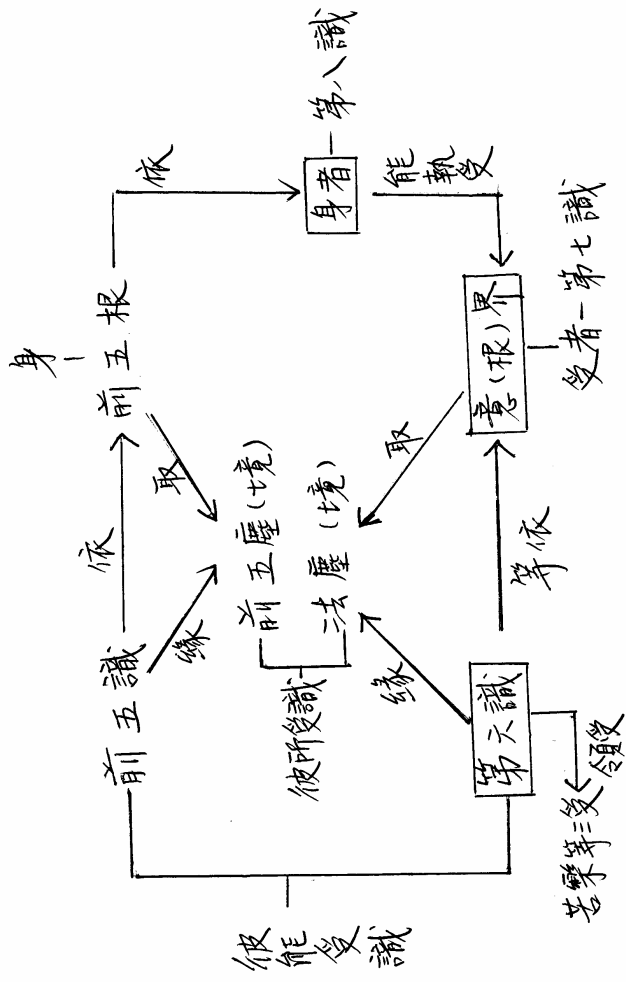 身
前五識
依
前五根
依
緣
取
前五塵(境)
彼能受識
彼所受識
法塵(境)
身者－第八識
緣
取
能執受
第六識
等依
意(根)界
領受
苦樂等三受
受者－第七識